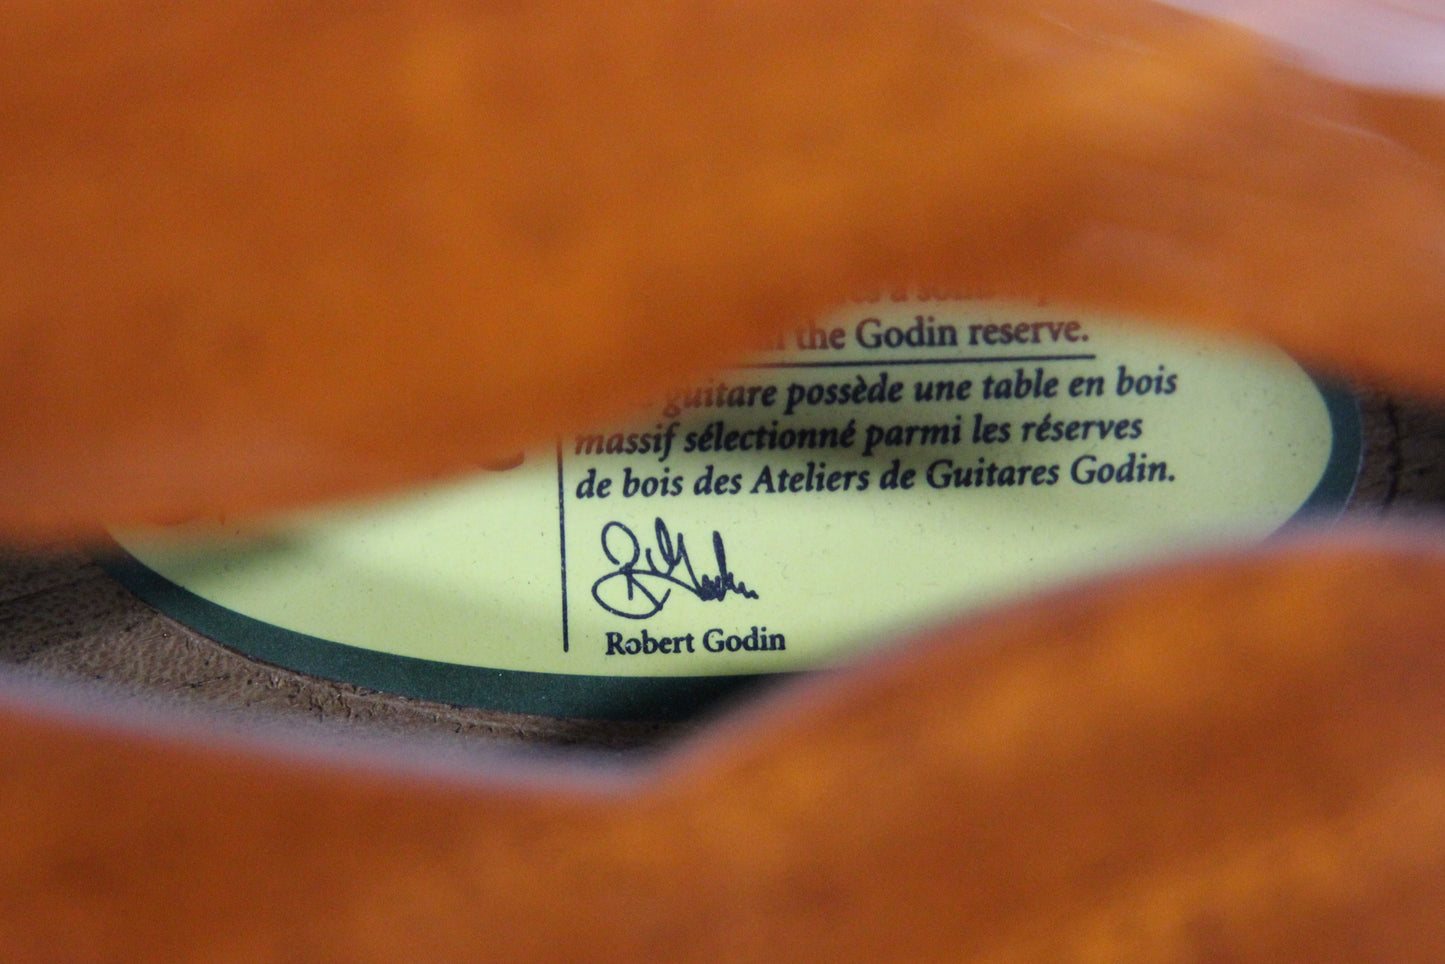 the Godin reserve.
guitare possède une table en bois
massif sélectionné parmi les réserves
de bois des Ateliers de Guitares Godin.
Robert Godin